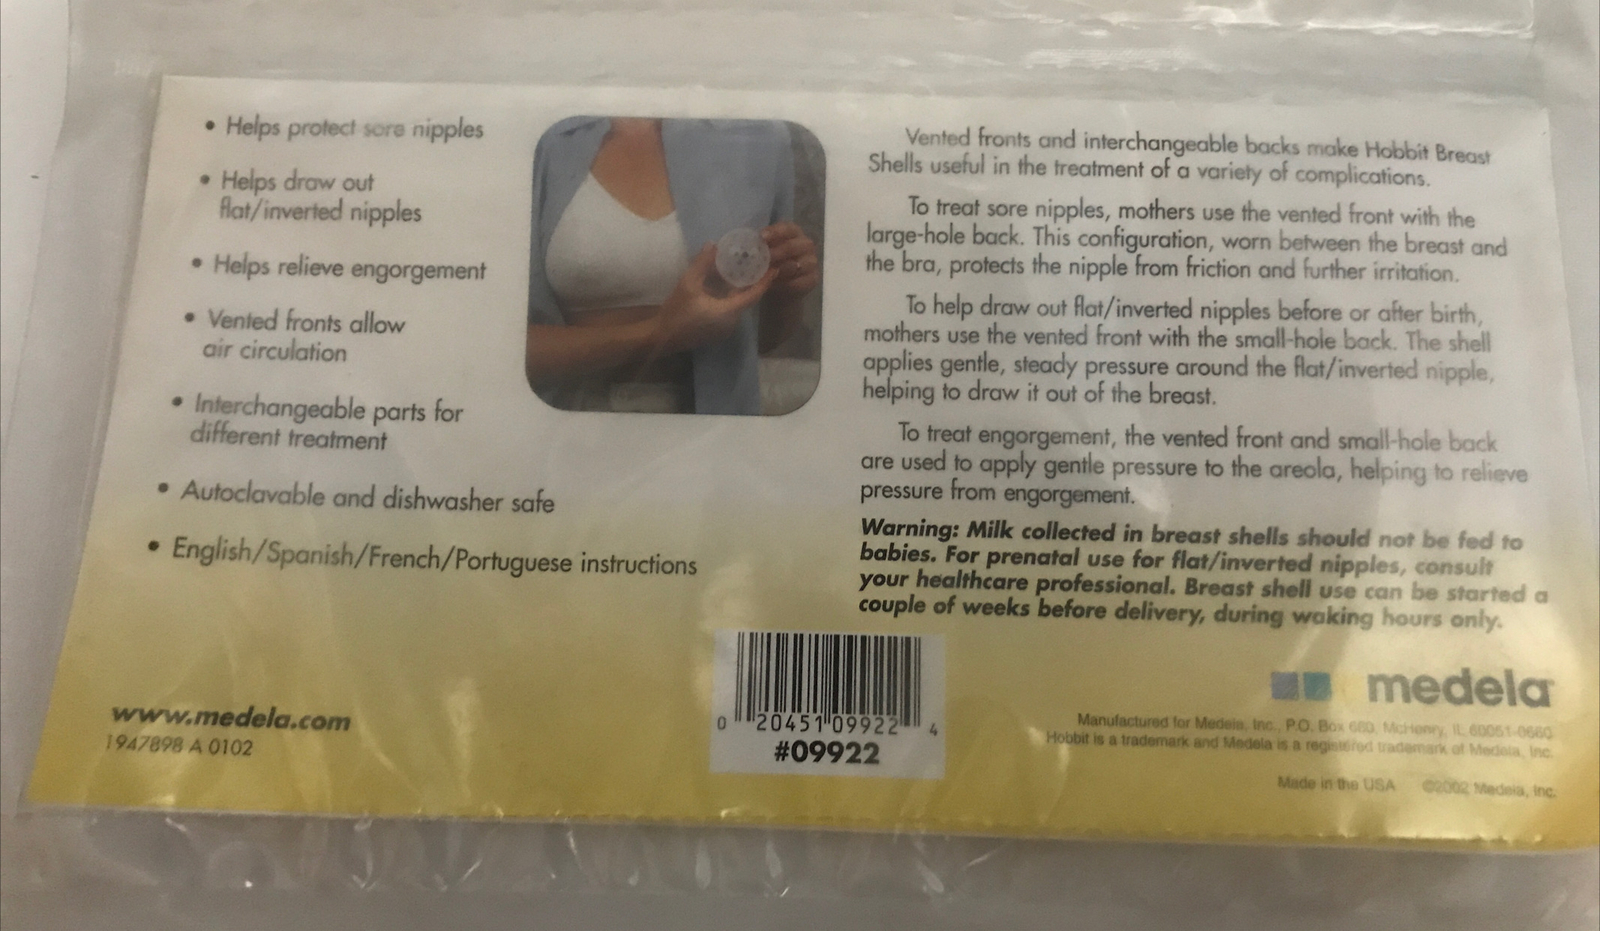 • Helps protect sore nipples
• Helps draw out
flat/inverted nipples
• Helps relieve engorgement
• Vented fronts allow
air circulation
• Interchangeable parts for
different treatment
• Autoclavable and dishwasher safe
• English/Spanish/French/Portuguese instructions
Vented fronts and interchangeable backs make Hobbit Breast
Shells useful in the treatment of a variety of complications.
To treat sore nipples, mothers use the vented front with the
large-hole back. This configuration, worn between the breast and
the bra, protects the nipple from friction and further irritation.
To help draw out flat/inverted nipples before or after birth,
mothers use the vented front with the small-hole back. The shell
applies gentle, steady pressure around the flat/inverted nipple,
helping to draw it out of the breast.
To treat engorgement, the vented front and small-hole back
are used to apply gentle pressure to the areola, helping to relieve
pressure from engorgement.
Warning: Milk collected in breast shells should not be fed to
babies. For prenatal use for flat/inverted nipples, consult
your healthcare professional. Breast shell use can be started a
couple of weeks before delivery, during waking hours only.
www.medela.com
1947898 A 0102
0 20451 09922 4
#09922
medela
Manufactured for Medela, Inc., P.O. Box 660, McHenry, IL 60051-0660
Hobbit is a trademark and Medela is a registered trademark of Medela, Inc.
Made in the USA ©2002 Medela, Inc.